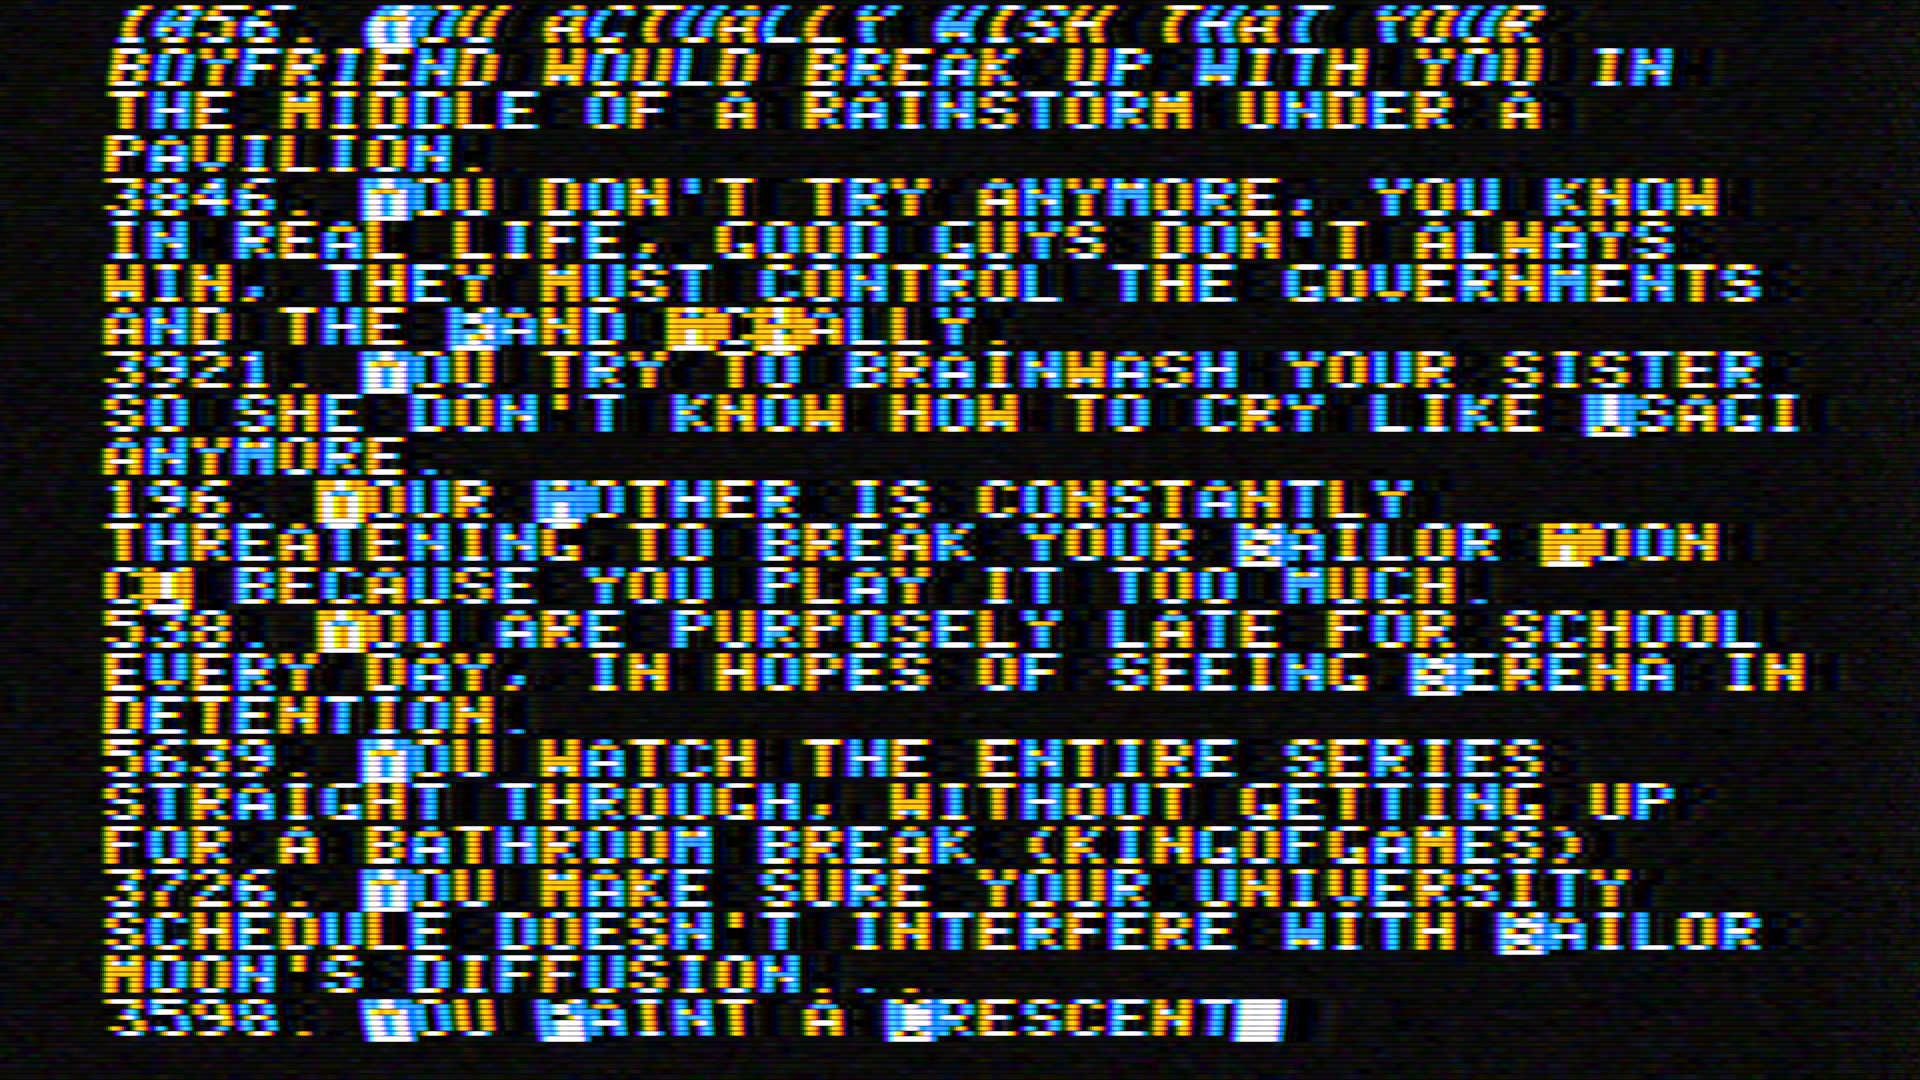 1056. YOU ACTUALLY WISH THAT YOUR
BOYFRIEND WOULD BREAK UP WITH YOU IN
THE MIDDLE OF A RAINSTORM UNDER A
PAVILION.
3846. YOU DON'T TRY ANYMORE. YOU KNOW
IN REAL LIFE, GOOD GUYS DON'T ALWAYS
WIN. THEY MUST CONTROL THE GOVERNMENTS
AND THE AND ALLY.
3921. YOU TRY TO BRAINWASH YOUR SISTER
SO SHE DON'T KNOW HOW TO CRY LIKE USAGI
ANYMORE.
196. YOUR MOTHER IS CONSTANTLY
THREATENING TO BREAK YOUR SAILOR MOON
CD BECAUSE YOU PLAY IT TOO MUCH.
538. YOU ARE PURPOSELY LATE FOR SCHOOL
EVERY DAY, IN HOPES OF SEEING SERENA IN
DETENTION.
5639. YOU WATCH THE ENTIRE SERIES
STRAIGHT THROUGH, WITHOUT GETTING UP
FOR A BATHROOM BREAK (KINGOFGAMES)
3726. YOU MAKE SURE YOUR UNIVERSITY
SCHEDULE DOESN'T INTERFERE WITH SAILOR
MOON'S DIFFUSION...
3598. YOU PAINT A CRESCENT